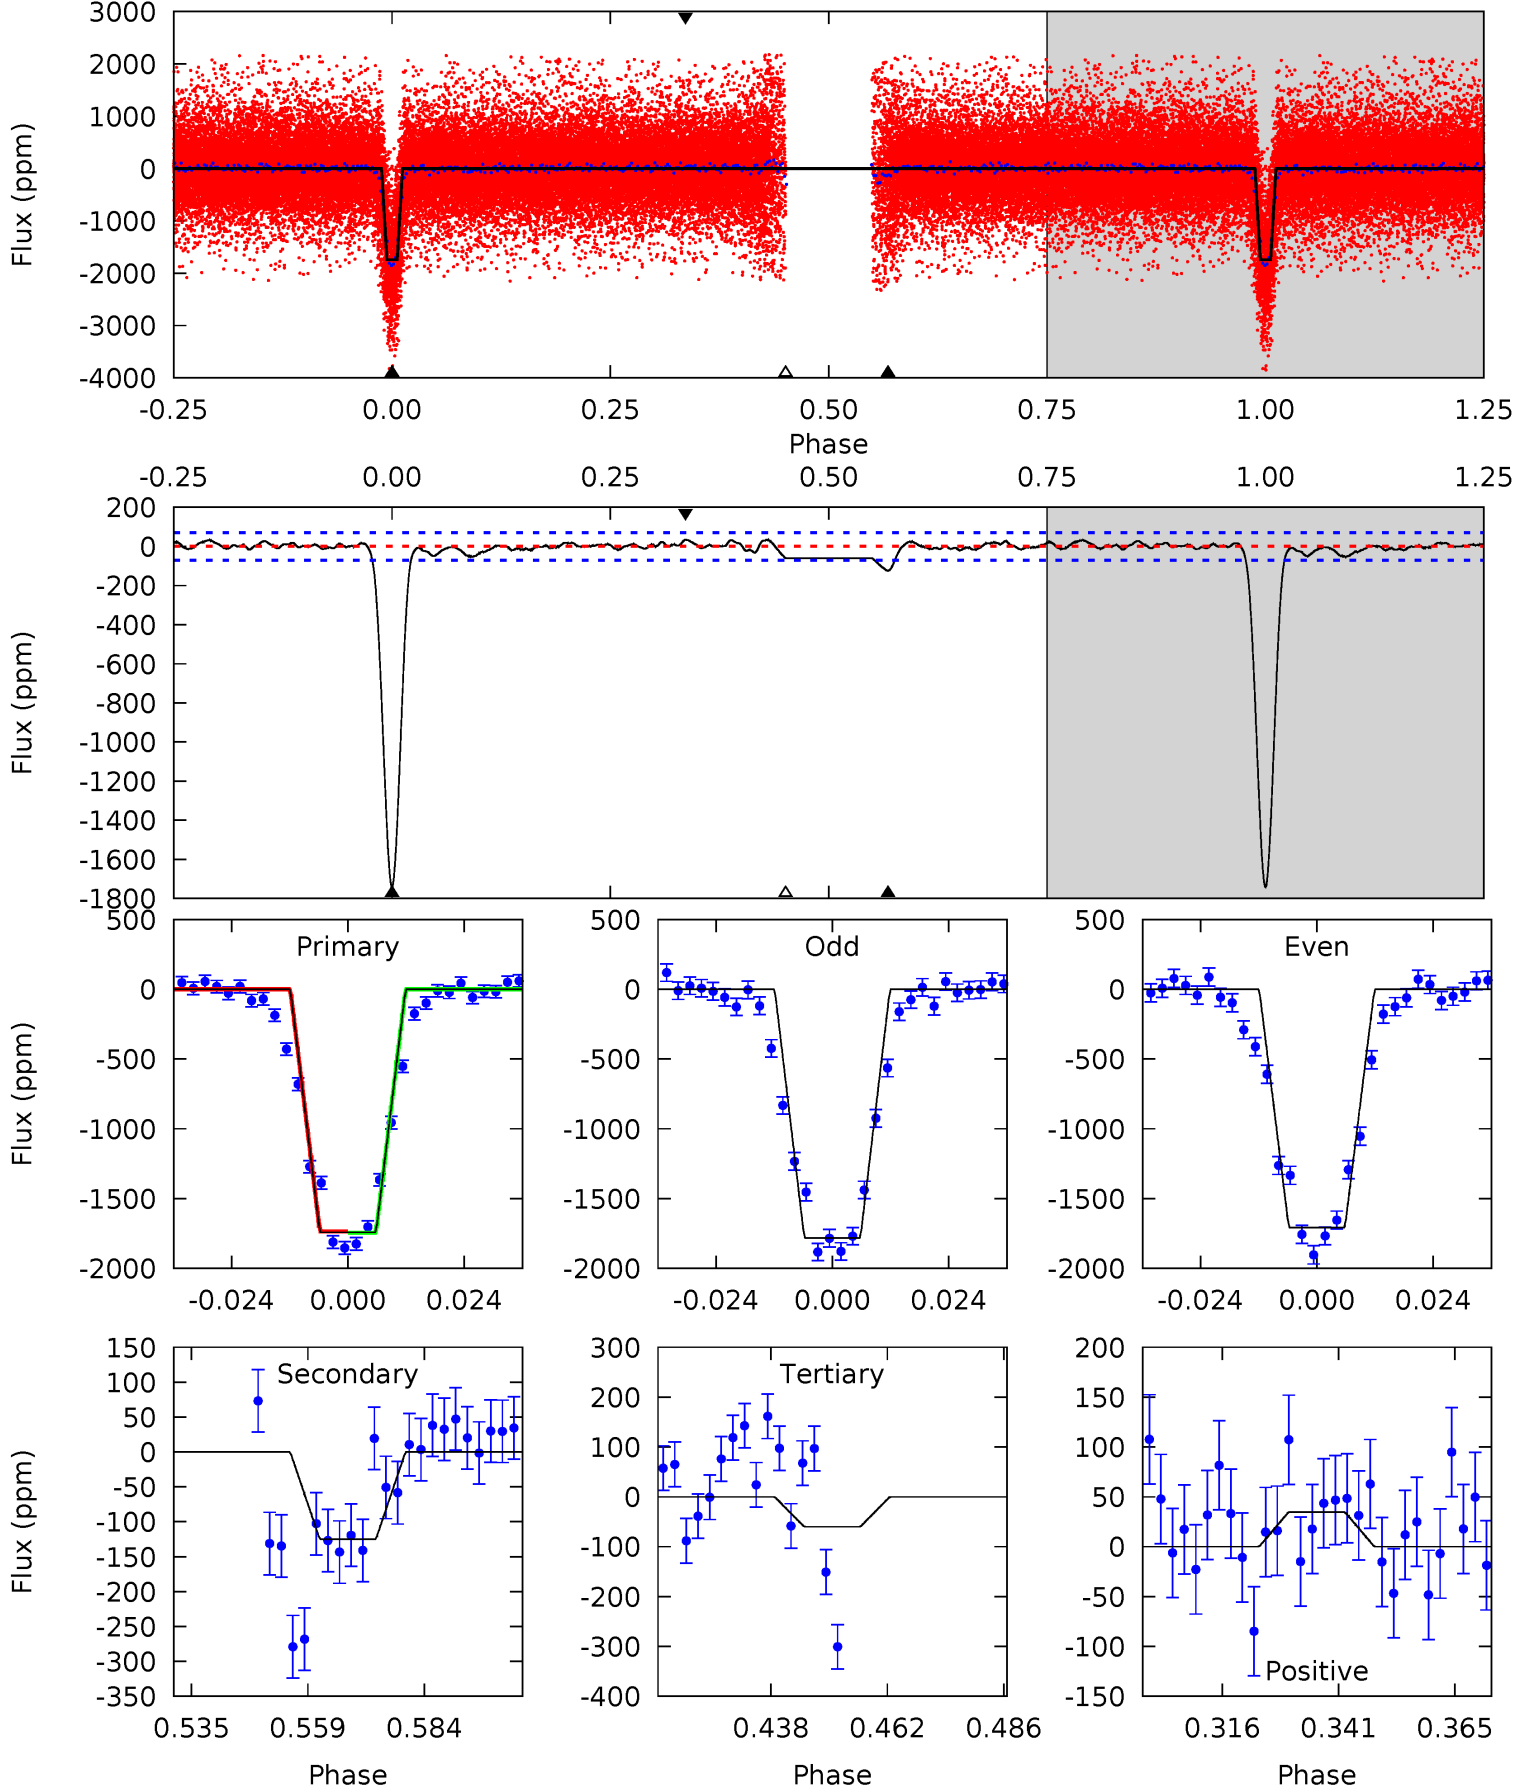 3000
2000
1000
0
-1000
-2000
-3000
-4000
Flux (ppm)
-0.25 0.00 0.25 0.50 0.75 1.00 1.25
Phase
-0.25 0.00 0.25 0.50 0.75 1.00 1.25
200
0
-200
-400
-600
-800
-1000
-1200
-1400
-1600
-1800
Flux (ppm)
500
0
-500
-1000
-1500
-2000
Flux (ppm)
Primary
-0.024 0.000 0.024
500
0
-500
-1000
-1500
-2000
Odd
-0.024 0.000 0.024
500
0
-500
-1000
-1500
-2000
Even
-0.024 0.000 0.024
150
100
50
0
-50
-100
-150
-200
-250
-300
-350
Flux (ppm)
Secondary
0.535 0.559 0.584
Phase
300
200
100
0
-100
-200
-300
-400
Tertiary
0.438 0.462 0.486
Phase
200
150
100
50
0
-50
-100
-150
Positive
0.316 0.341 0.365
Phase